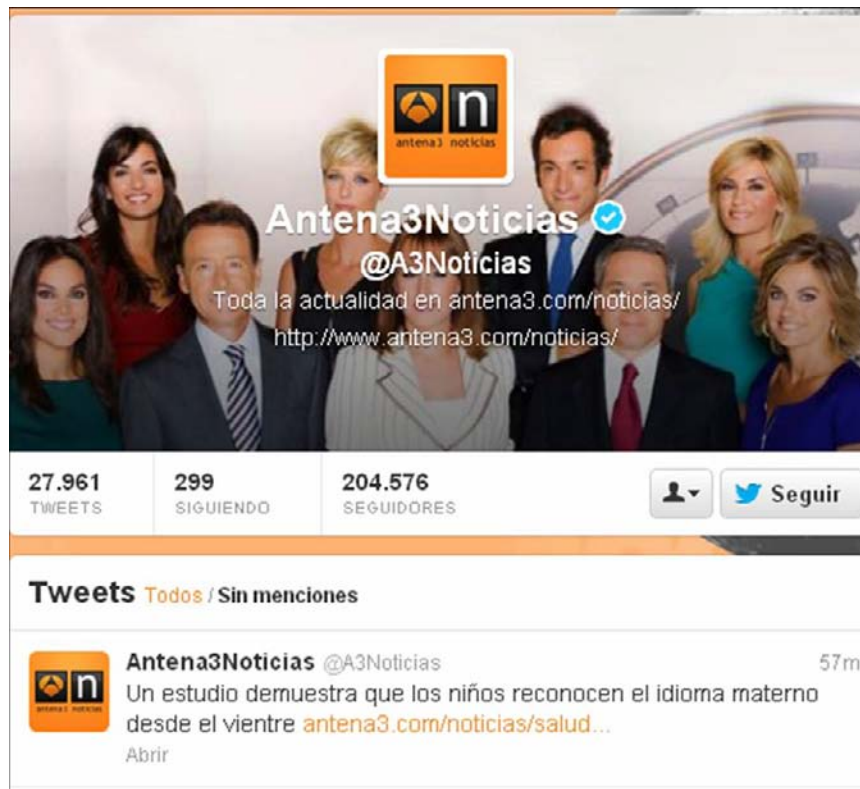 n
antena3 noticias
Antena3Noticias
@A3Noticias
Toda la actualidad en antena3.com/noticias/
http://www.antena3.com/noticias/
27.961
TWEETS
299
SIGUIENDO
204.576
SEGUIDORES
Seguir
Tweets Todos / Sin menciones
n
antena3 noticias
Antena3Noticias @A3Noticias 57m
Un estudio demuestra que los niños reconocen el idioma materno
desde el vientre antena3.com/noticias/salud...
Abrir